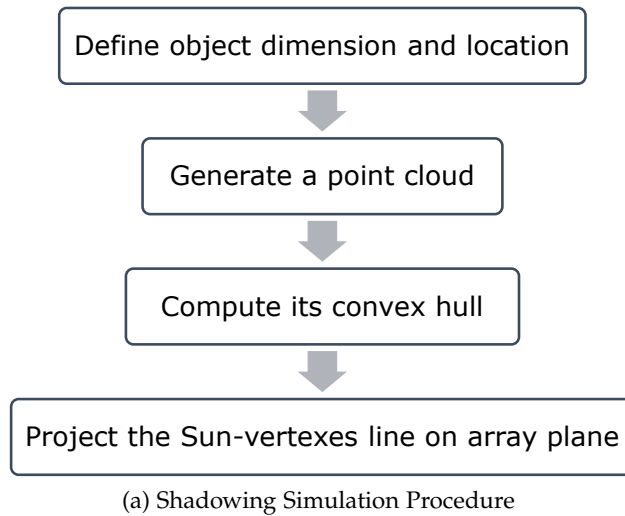 Define object dimension and location
Generate a point cloud
Compute its convex hull
Project the Sun-vertexes line on array plane
(a) Shadowing Simulation Procedure